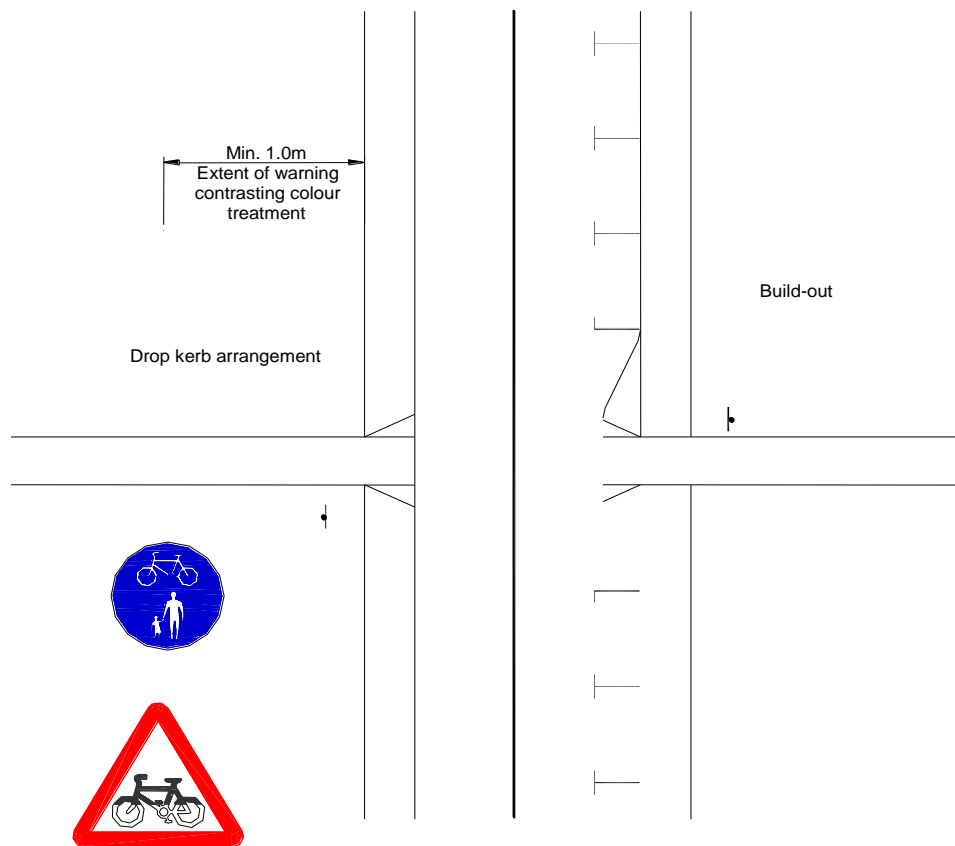 Min. 1.0m
Extent of warning
contrasting colour
treatment
Build-out
Drop kerb arrangement